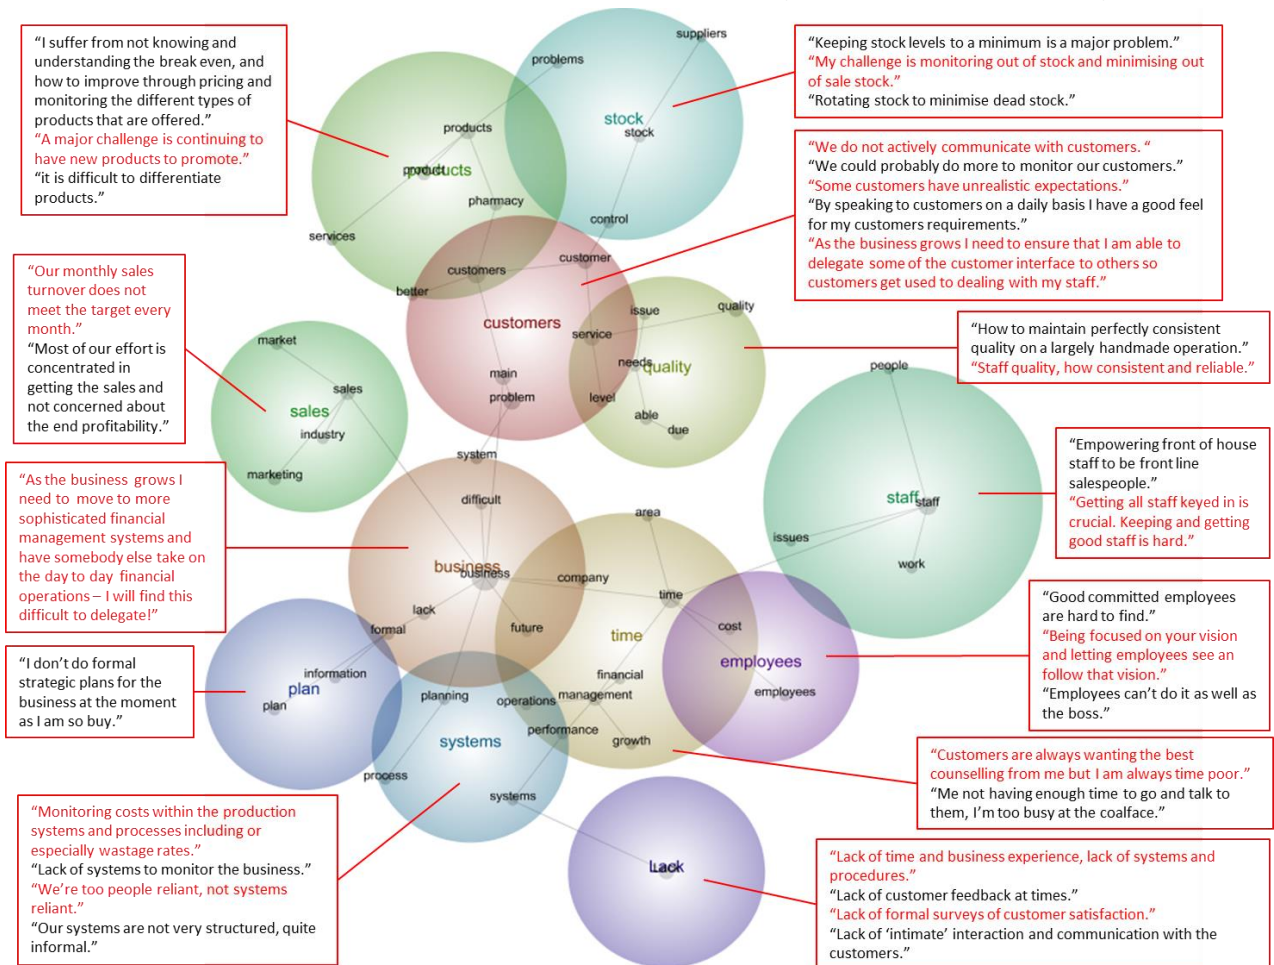 “I suffer from not knowing and
understanding the break even, and
how to improve through pricing and
monitoring the different types of
products that are offered.”
“A major challenge is continuing to
have new products to promote.”
“it is difficult to differentiate
products.”
suppliers
problems
stock
stock
products
product
products
pharmacy
services
control
“Keeping stock levels to a minimum is a major problem.”
“My challenge is monitoring out of stock and minimising out
of sale stock.”
“Rotating stock to minimise dead stock.”
“We do not actively communicate with customers. “
“We could probably do more to monitor our customers.”
“Some customers have unrealistic expectations.”
“By speaking to customers on a daily basis I have a good feel
for my customers requirements.”
“As the business grows I need to ensure that I am able to
delegate some of the customer interface to others so
customers get used to dealing with my staff.”
“Our monthly sales
turnover does not
meet the target every
month.”
“Most of our effort is
concentrated in
getting the sales and
not concerned about
the end profitability.”
customer
customers
better
customers
service
issue
quality
needs
quality
main
problem
level
able
due
market
sales
sales
industry
marketing
“How to maintain perfectly consistent
quality on a largely handmade operation.”
“Staff quality, how consistent and reliable.”
people
staff
staff
issues
work
“Empowering front of house
staff to be front line
salespeople.”
“Getting all staff keyed in is
crucial. Keeping and getting
good staff is hard.”
“As the business grows I
need to move to more
sophisticated financial
management systems and
have somebody else take on
the day to day financial
operations – I will find this
difficult to delegate!”
system
difficult
business
business
company
lack
formal
future
area
time
cost
time
financial
management
operations
performance
growth
employees
employees
“Good committed employees
are hard to find.”
“Being focused on your vision
and letting employees see an
follow that vision.”
“Employees can’t do it as well as
the boss.”
“I don’t do formal
strategic plans for the
business at the moment
as I am so buy.”
information
plan
plan
planning
systems
process
systems
“Customers are always wanting the best
counselling from me but I am always time poor.”
“Me not having enough time to go and talk to
them, I’m too busy at the coalface.”
“Monitoring costs within the production
systems and processes including or
especially wastage rates.”
“Lack of systems to monitor the business.”
“We’re too people reliant, not systems
reliant.”
“Our systems are not very structured, quite
informal.”
Lack
“Lack of time and business experience, lack of systems and
procedures.”
“Lack of customer feedback at times.”
“Lack of formal surveys of customer satisfaction.”
“Lack of ‘intimate’ interaction and communication with the
customers.”